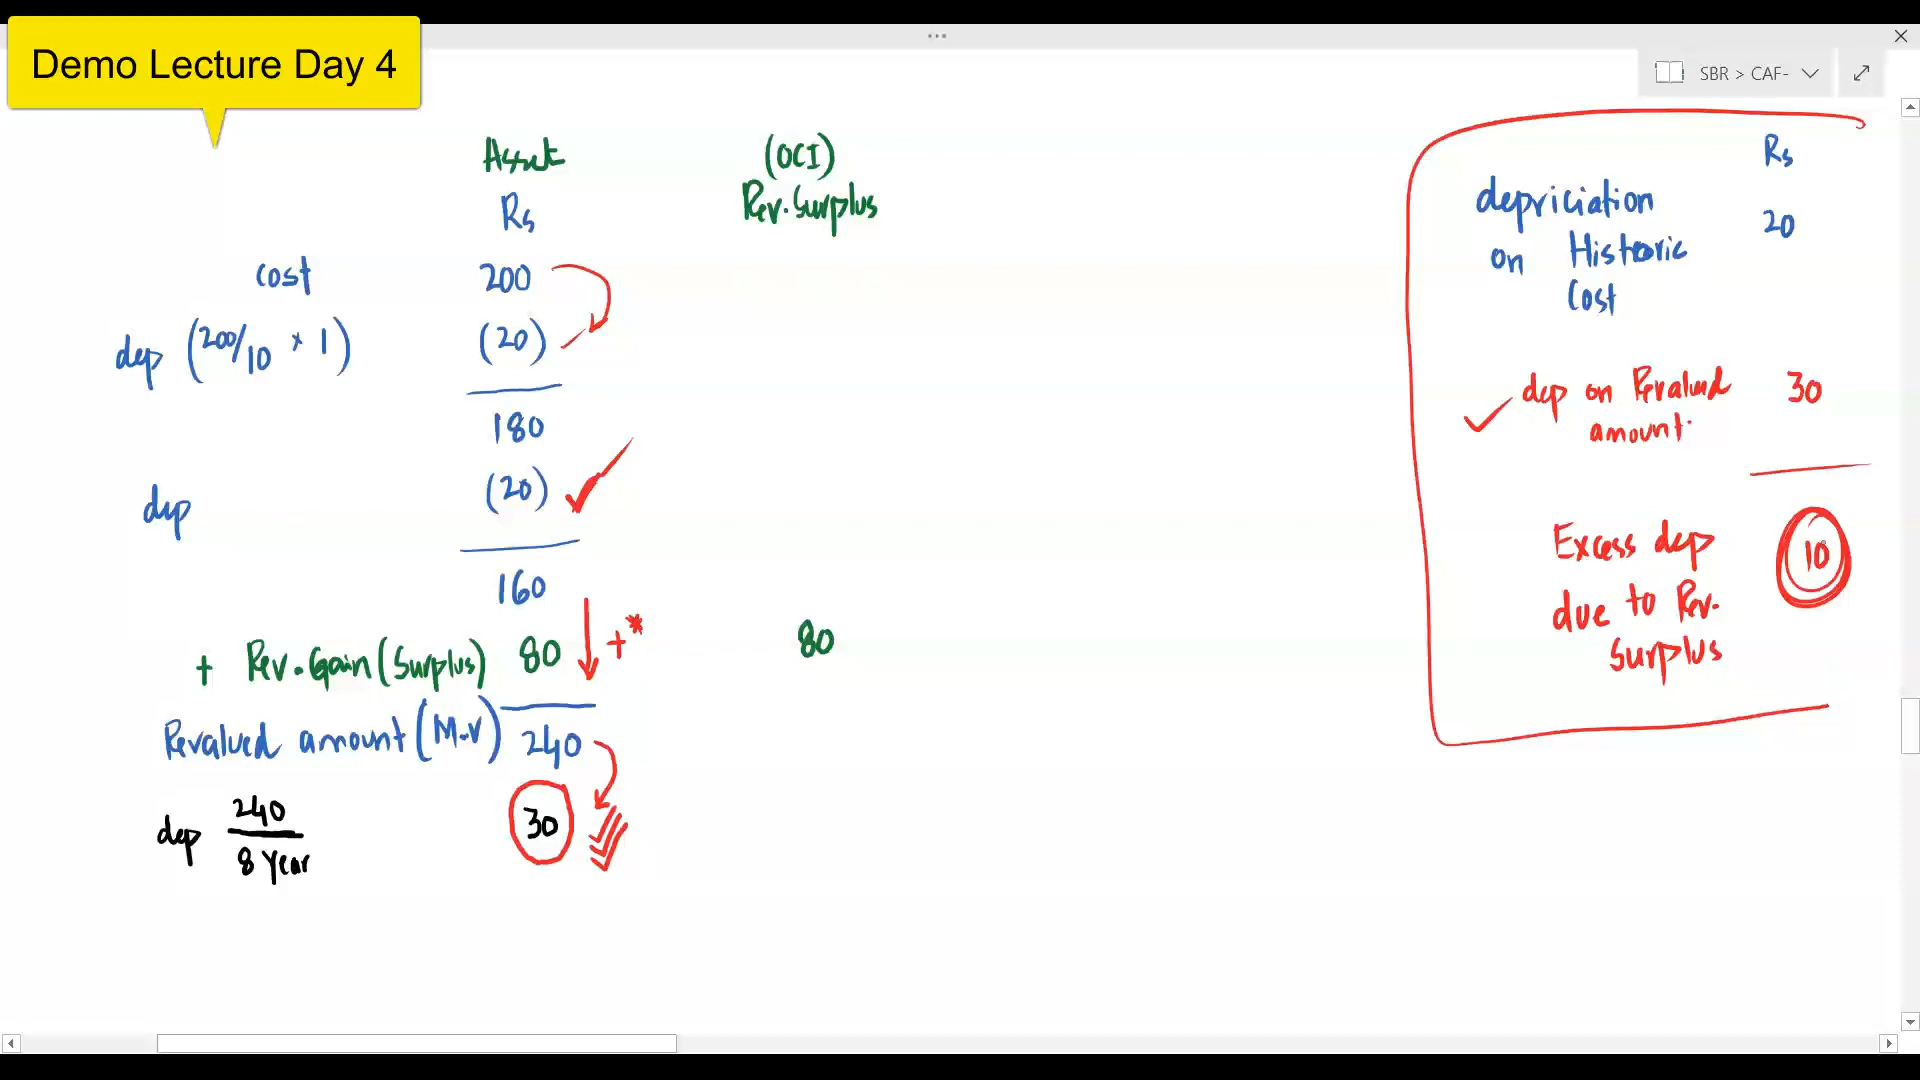 Demo Lecture Day 4
SBR > CAF-
Asset (OCI)
Rs Rev.Surplus
cost 200
dep (200/10 × 1) (20)
180
dep (20)
160
+ Rev.Gain(Surplus) 80 +* 80
Revalued amount(M.V) 240
dep 240/8 Year 30
Rs
depriciation 20
on Historic
Cost
dep on Revalued 30
amount.
Excess dep 10
due to Rev.
Surplus